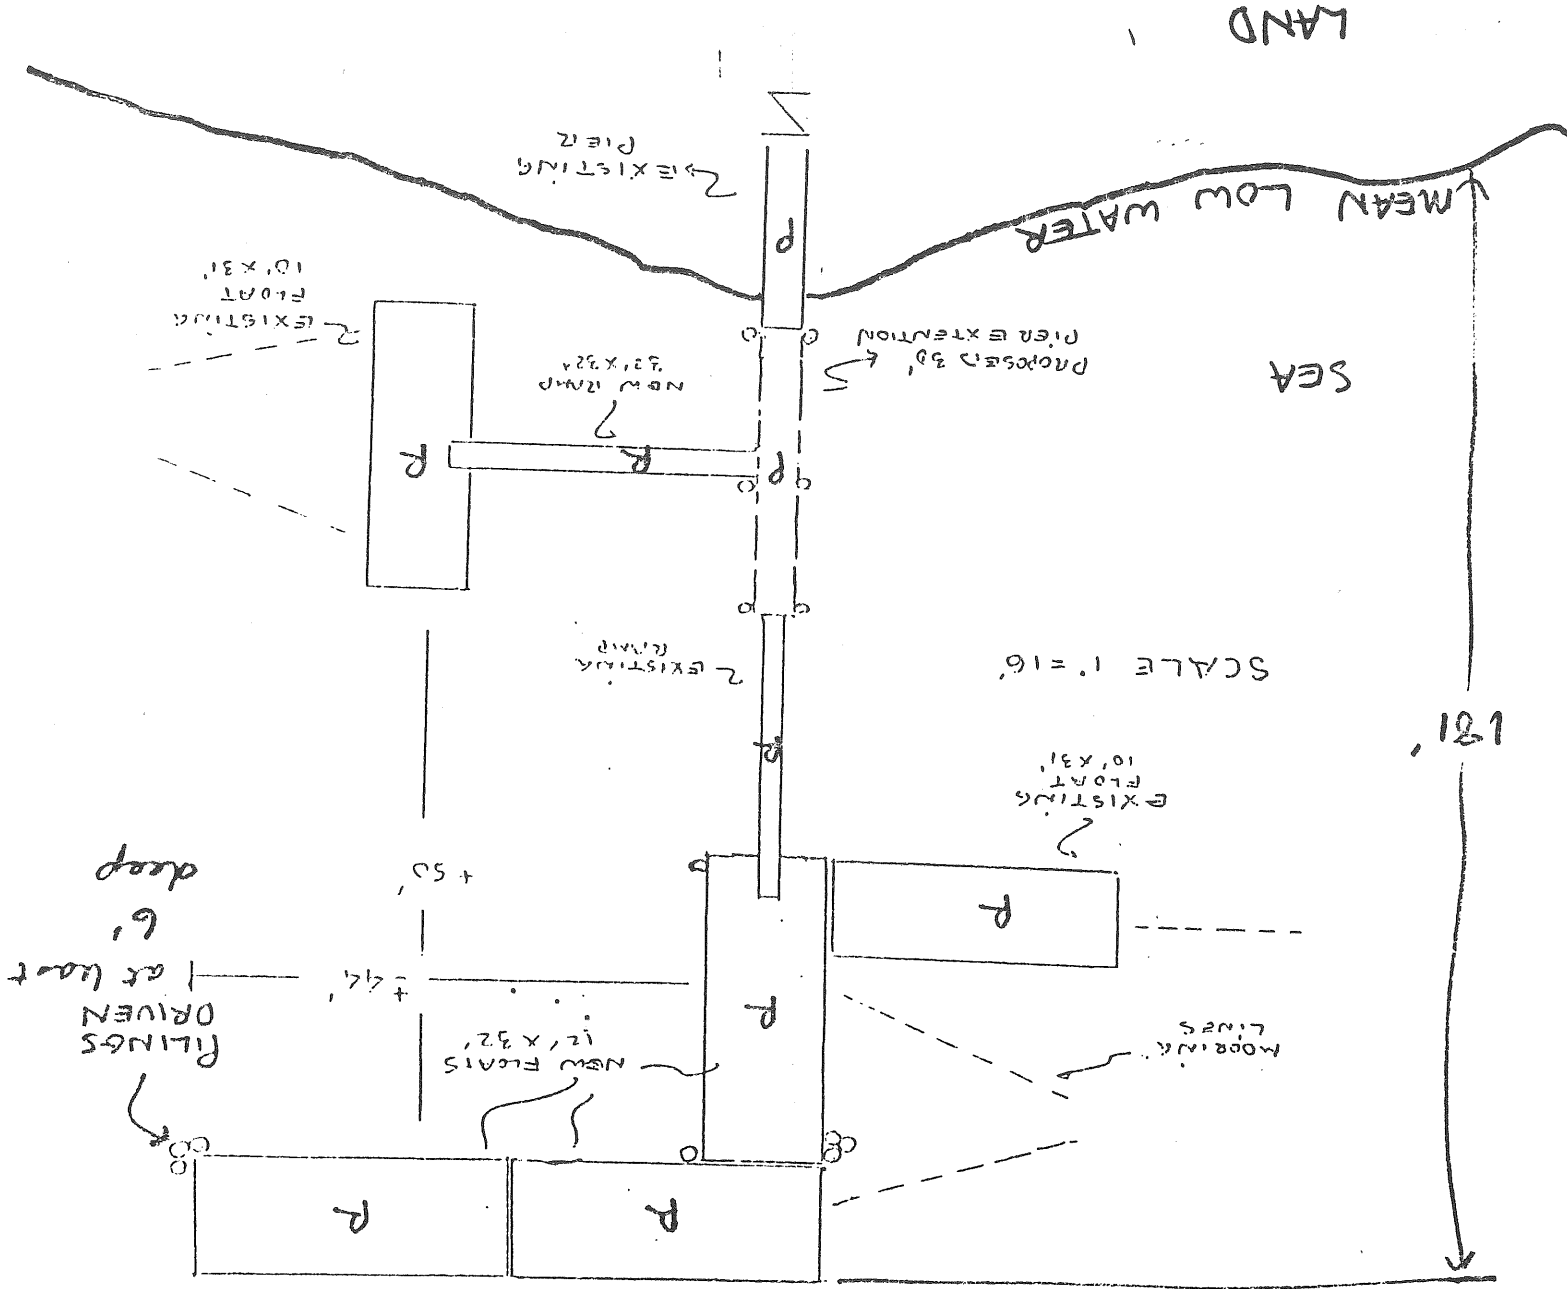 R
R
PILINGS
DRIVEN
at least
6'
deep
MOORING
LINES
NEW FLOATS
12' X 32'
R
± 44'
R
± 50'
EXISTING
FLOAT
10' X 31'
181'
R
SCALE 1" = 16'
EXISTING
RAMP
P
R
R
NEW RAMP
SEA
PROPOSED 30'
PIER EXTENTION
EXISTING
FLOAT
10' X 31'
P
MEAN LOW WATER
EXISTING
PIER
LAND